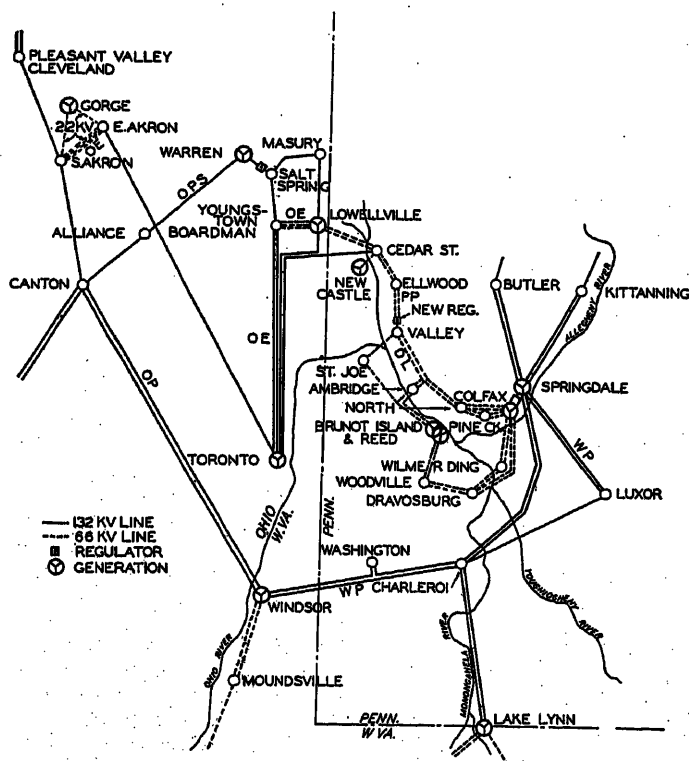 PLEASANT VALLEY
CLEVELAND
GORGE
22KV
E.AKRON
S.AKRON
WARREN
MASURY
SALT
SPRING
OPS
YOUNGS-
TOWN
OE
LOWELLVILLE
ALLIANCE
BOARDMAN
CEDAR ST.
CANTON
NEW
CASTLE
ELLWOOD
PP
NEW REG.
BUTLER
KITTANNING
ALLEGHENY RIVER
VALLEY
OE
DL
OP
ST. JOE
AMBRIDGE
NORTH
COLFAX
SPRINGDALE
BRUNOT ISLAND
& REED
PINE CK.
WP
TORONTO
WILMERDING
WOODVILLE
DRAVOSBURG
LUXOR
132 KV LINE
66 KV LINE
REGULATOR
GENERATION
OHIO
W.VA.
PENN.
WASHINGTON
WP
CHARLEROI
WINDSOR
YOUGHIOGHENY
RIVER
OHIO RIVER
MOUNDSVILLE
MONONGAHELA
RIVER
PENN.
W VA.
LAKE LYNN